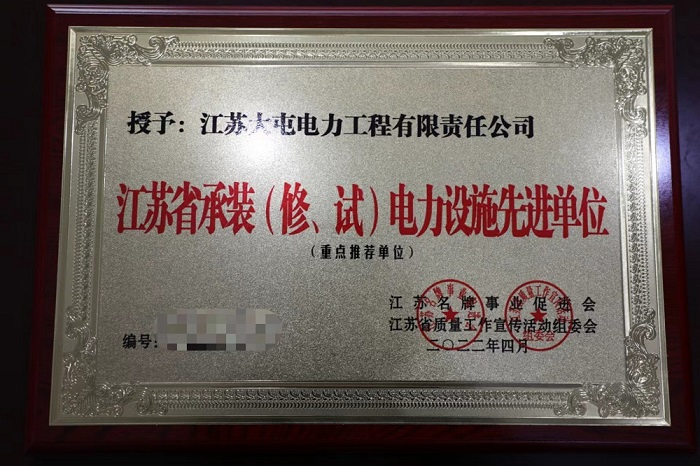 授予：江苏大屯电力工程有限责任公司
江苏省承装（修、试）电力设施先进单位
（重点推荐单位）
江苏名牌事业促进会
江苏省质量工作宣传活动组委会
编号：
二〇二二年四月